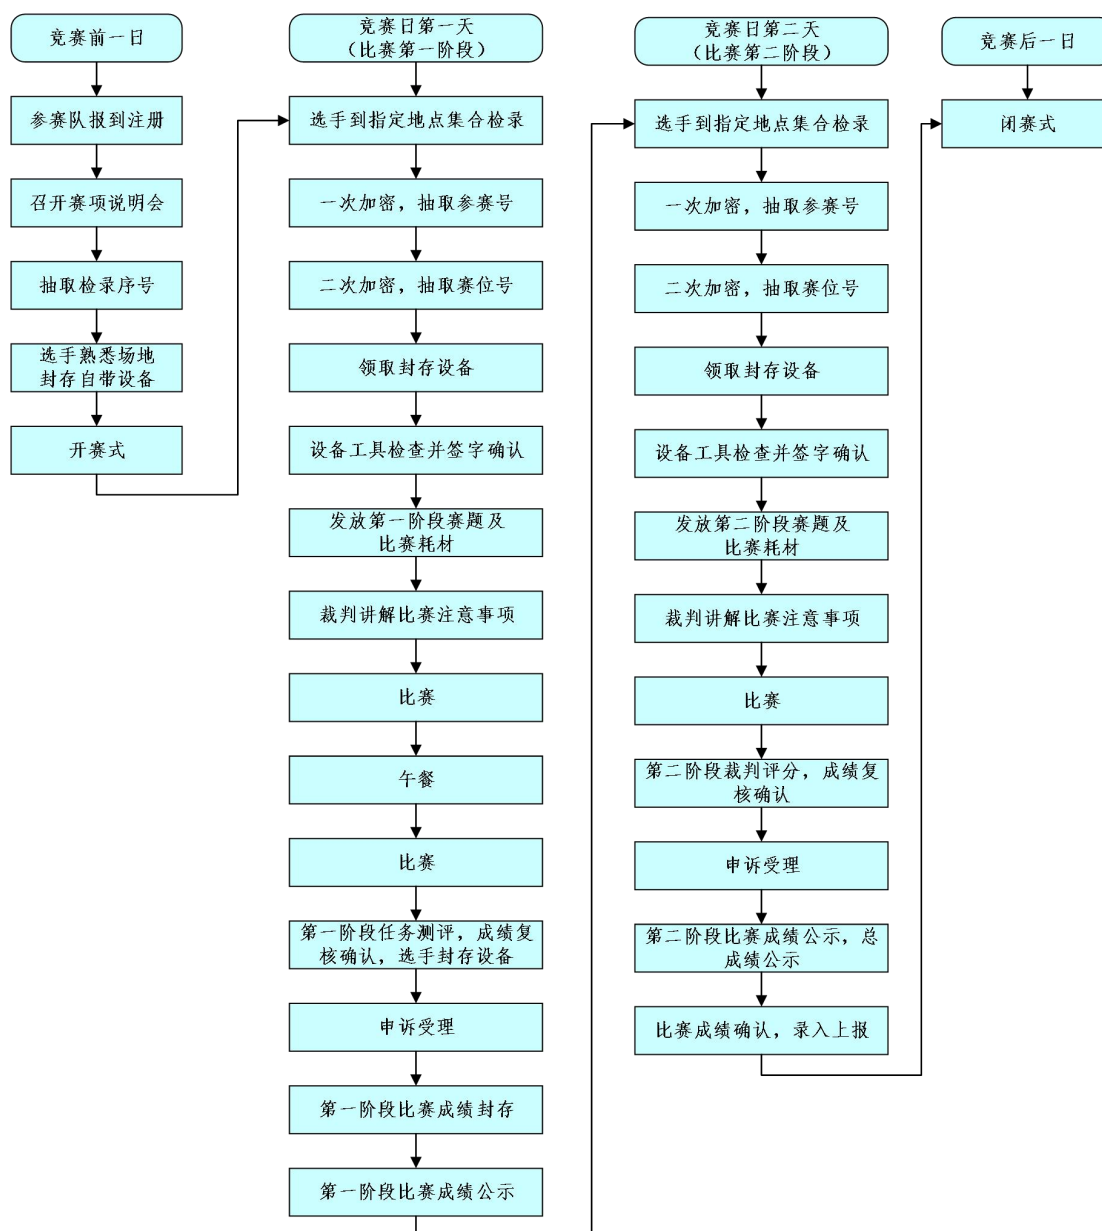 竞赛前一日
参赛队报到注册
召开赛项说明会
抽取检录序号
选手熟悉场地
封存自带设备
开赛式
竞赛日第一天
（比赛第一阶段）
选手到指定地点集合检录
一次加密，抽取参赛号
二次加密，抽取赛位号
领取封存设备
设备工具检查并签字确认
发放第一阶段赛题及
比赛耗材
裁判讲解比赛注意事项
比赛
午餐
比赛
第一阶段任务测评，成绩复
核确认，选手封存设备
申诉受理
第一阶段比赛成绩封存
第一阶段比赛成绩公示
竞赛日第二天
（比赛第二阶段）
选手到指定地点集合检录
一次加密，抽取参赛号
二次加密，抽取赛位号
领取封存设备
设备工具检查并签字确认
发放第二阶段赛题及
比赛耗材
裁判讲解比赛注意事项
比赛
第二阶段裁判评分，成绩复
核确认
申诉受理
第二阶段比赛成绩公示，总
成绩公示
比赛成绩确认，录入上报
竞赛后一日
闭赛式